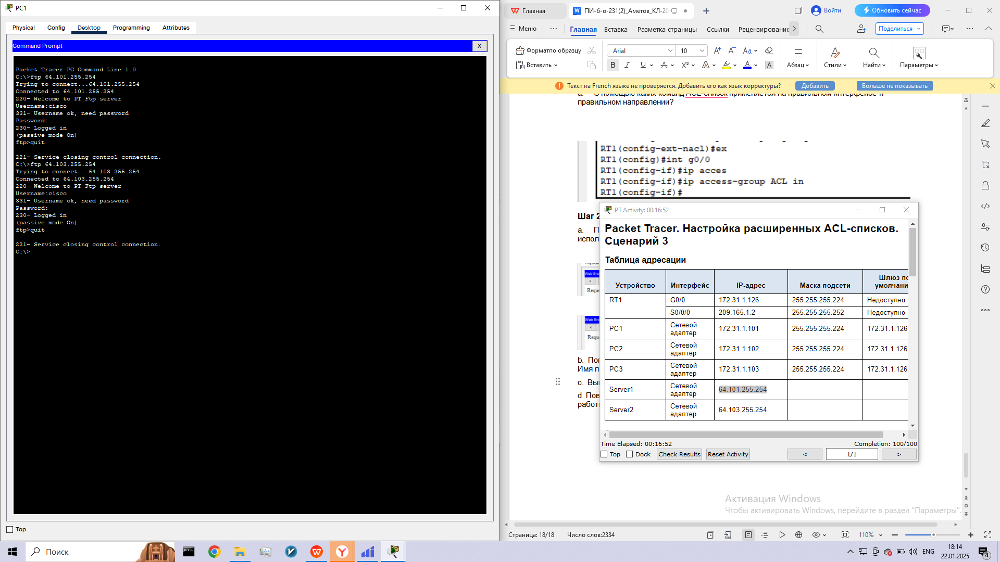 PC1
Physical Config Desktop Programming Attributes
Command Prompt
X
Packet Tracer PC Command Line 1.0
C:\>ftp 64.101.255.254
Trying to connect...64.101.255.254
Connected to 64.101.255.254
220- Welcome to PT Ftp server
Username:cisco
331- Username ok, need password
Password:
230- Logged in
(passive mode On)
ftp>quit
221- Service closing control connection.
C:\>ftp 64.103.255.254
Trying to connect...64.103.255.254
Connected to 64.103.255.254
220- Welcome to PT Ftp server
Username:cisco
331- Username ok, need password
Password:
230- Logged in
(passive mode On)
ftp>quit
221- Service closing control connection.
C:\>
Top
Главная
ПИ-б-о-231(2)_Аметов_КЛ-20
Войти
Обновить сейчас
Меню
Главная Вставка Разметка страницы Ссылки Рецензирование
Поделиться
Формат по образцу
Вставить
Arial 10
Абзац
Стили
Найти
Параметры
Текст на French языке не проверяется. Добавить его как язык корректуры?
Добавить
Больше не показывать
a. С помощью каких команд ACL-список применяется на правильном интерфейсе и
правильном направлении?
RT1(config-ext-nacl)#ex
RT1(config)#int g0/0
RT1(config-if)#ip acces
RT1(config-if)#ip access-group ACL in
RT1(config-if)#
Шаг 2
a. П
испол
Web Bro
<
Reque
Web Bro
<
Reque
b. Поп
Имя п
c. Вы
d Пов
работ
PT Activity: 00:16:52
Packet Tracer. Настройка расширенных ACL-списков.
Сценарий 3
Таблица адресации
Устройство Интерфейс IP-адрес Маска подсети Шлюз по умолчани
RT1 G0/0 172.31.1.126 255.255.255.224 Недоступно
S0/0/0 209.165.1.2 255.255.255.252 Недоступно
PC1 Сетевой адаптер 172.31.1.101 255.255.255.224 172.31.1.126
PC2 Сетевой адаптер 172.31.1.102 255.255.255.224 172.31.1.126
PC3 Сетевой адаптер 172.31.1.103 255.255.255.224 172.31.1.126
Server1 Сетевой адаптер 64.101.255.254
Server2 Сетевой адаптер 64.103.255.254
Time Elapsed: 00:16:52
Completion: 100/100
Top Dock Check Results Reset Activity < 1/1 >
Активация Windows
Чтобы активировать Windows, перейдите в раздел "Параметры".
Страница: 18/18 Число слов:2334
110%
Поиск
ENG
18:14
22.01.2025
4